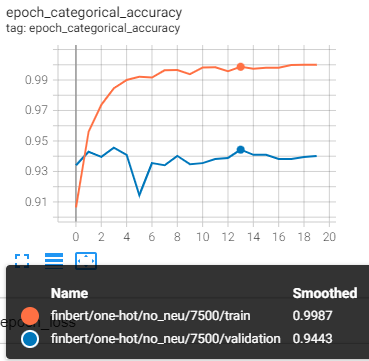 epoch_categorical_accuracy
tag: epoch_categorical_accuracy
0.99
0.97
0.95
0.93
0.91
0 2 4 6 8 10 12 14 16 18 20
epoch_loss
Name Smoothed
finbert/one-hot/no_neu/7500/train 0.9987
finbert/one-hot/no_neu/7500/validation 0.9443